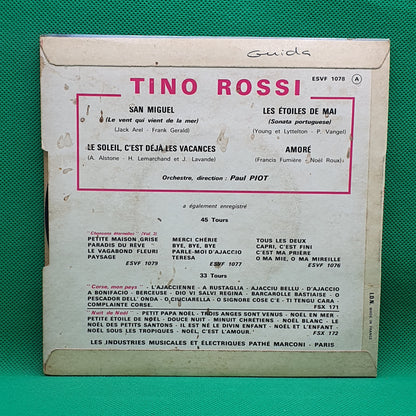 Guida
ESVF 1078 A
TINO ROSSI
SAN MIGUEL
(Le vent qui vient de la mer)
(Jack Arel - Frank Gerald)
LE SOLEIL, C'EST DÉJA LES VACANCES
(A. Alstone - H. Lemarchand et J. Lavande)
LES ÉTOILES DE MAI
(Sonata portuguese)
(Young et Lyttelton - P. Vangel)
AMORÉ
(Francis Fumière - Noël Roux)
Orchestre, direction : Paul PIOT
a également enregistré
45 Tours
"Chansons éternelles" (Vol. 3)
PETITE MAISON GRISE
PARADIS DU RÊVE
LE VAGABOND FLEURI
PAYSAGE
ESVF 1079
MERCI CHÉRIE
BYE, BYE, BYE
PARLE-MOI D'AJACCIO
TERESA
ESVF 1077
TOUS LES DEUX
CAPRI, C'EST FINI
C'EST MA PRIÈRE
O MA MIE, O MA MIREILLE
ESVF 1076
33 Tours
"Corse, mon pays" - L'AJACCIENNE - A RUSTAGLIA - AJACCIU BELLU - D'AJACCIO
A BONIFACIO - BERCEUSE - DIO VI SALVI REGINA - BARCAROLLE BASTIAISE - O
PESCADOR DELL' ONDA - O CIUCIARELLA - O SIGNORE COSE C'E - TI TENGU CARA -
COMPLAINTE CORSE.
FSX 171
"Nuit de Noël" - PETIT PAPA NOËL - TROIS ANGES SONT VENUS - NOËL EN MER -
PETITE ÉTOILE DE NOËL - DOUCE NUIT - MINUIT CHRETIENS - NOËL BLANC - LE
NOËL DES PETITS SANTONS - IL EST NÉ LE DIVIN ENFANT - NOËL ET L'ENFANT
NOËL SOUS LES TROPIQUES - NOËL, C'EST L'AMOUR.
FSX 172
LES INDUSTRIES MUSICALES ET ELECTRIQUES PATHÉ MARCONI - PARIS
MADE IN FRANCE